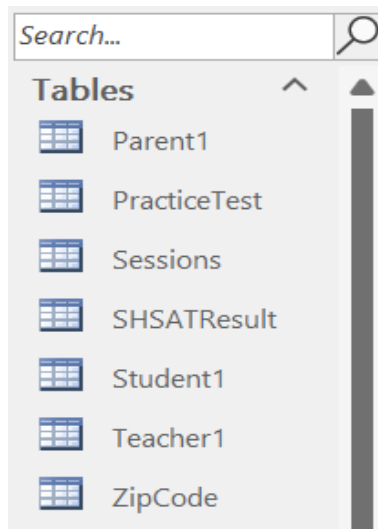 Search...
Tables
Parent1
PracticeTest
Sessions
SHSATResult
Student1
Teacher1
ZipCode